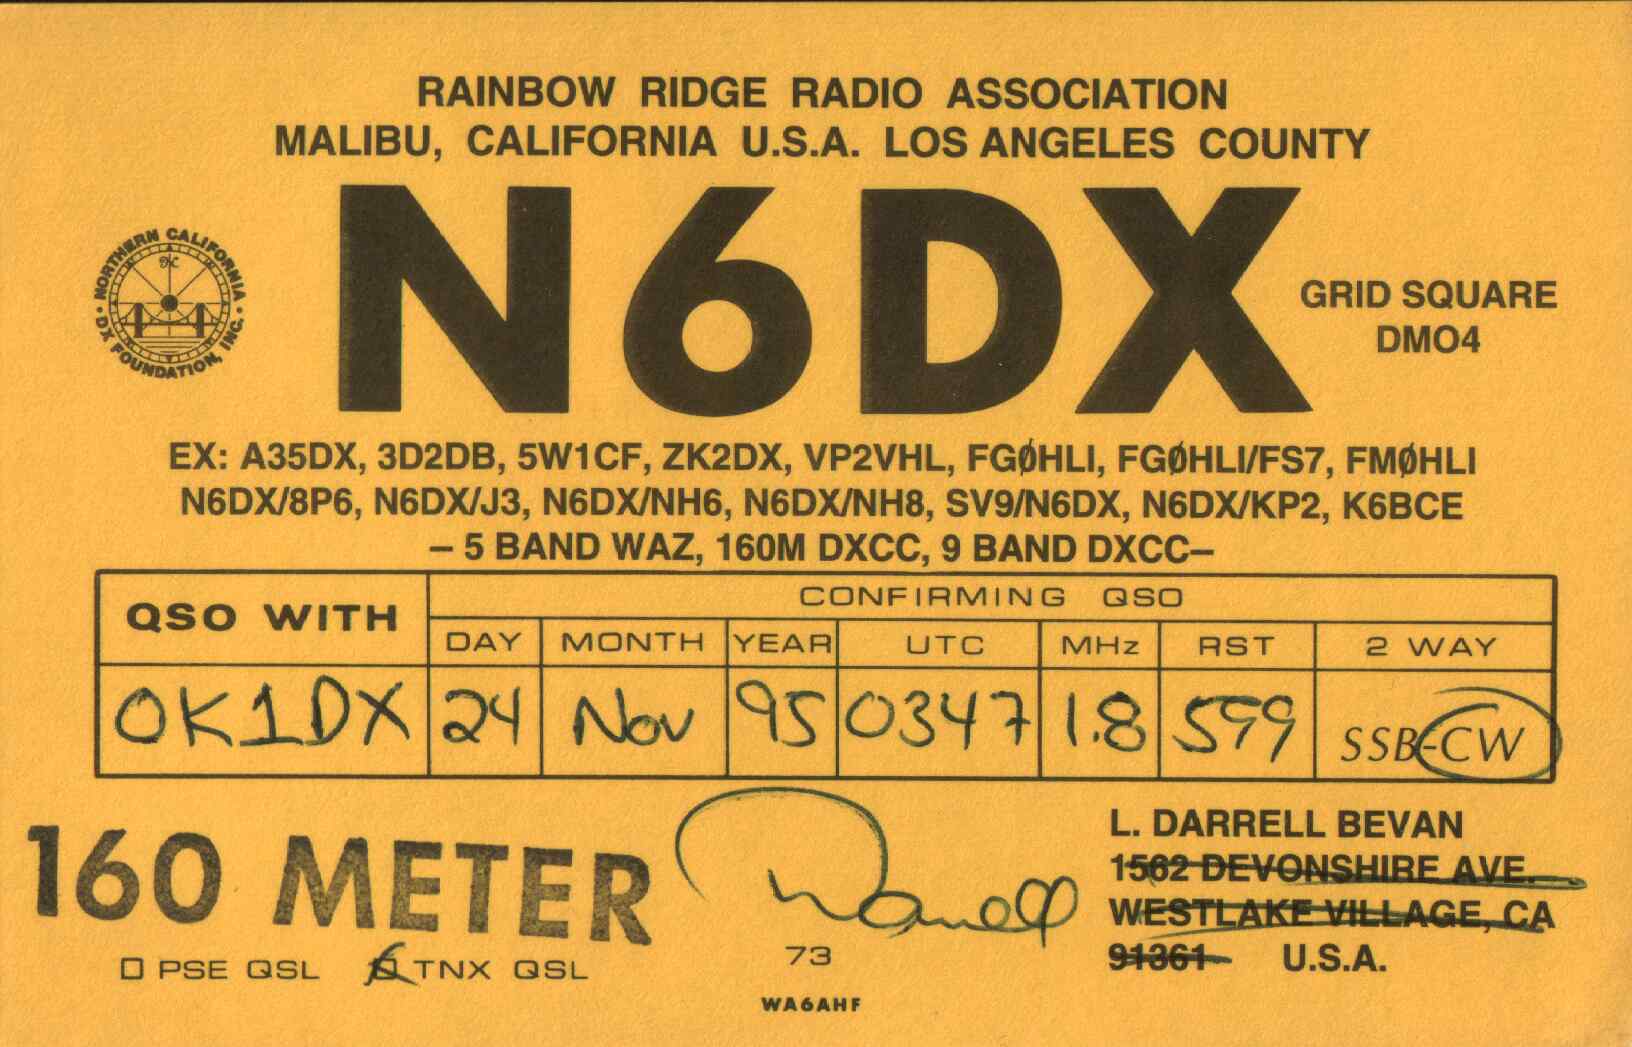 RAINBOW RIDGE RADIO ASSOCIATION
MALIBU, CALIFORNIA U.S.A. LOS ANGELES COUNTY
N6DX
NORTHERN CALIFORNIA
• DX FOUNDATION, INC. •
GRID SQUARE
DMO4
EX: A35DX, 3D2DB, 5W1CF, ZK2DX, VP2VHL, FGØHLI, FGØHLI/FS7, FMØHLI
N6DX/8P6, N6DX/J3, N6DX/NH6, N6DX/NH8, SV9/N6DX, N6DX/KP2, K6BCE
– 5 BAND WAZ, 160M DXCC, 9 BAND DXCC–
QSO WITH
CONFIRMING QSO
DAY MONTH YEAR UTC MHz RST 2 WAY
OK1DX 24 Nov 95 0347 1.8 599 SSB-CW
160 METER
Darrell
L. DARRELL BEVAN
1562 DEVONSHIRE AVE.
WESTLAKE VILLAGE, CA
91361 U.S.A.
PSE QSL TNX QSL
73
WA6AHF